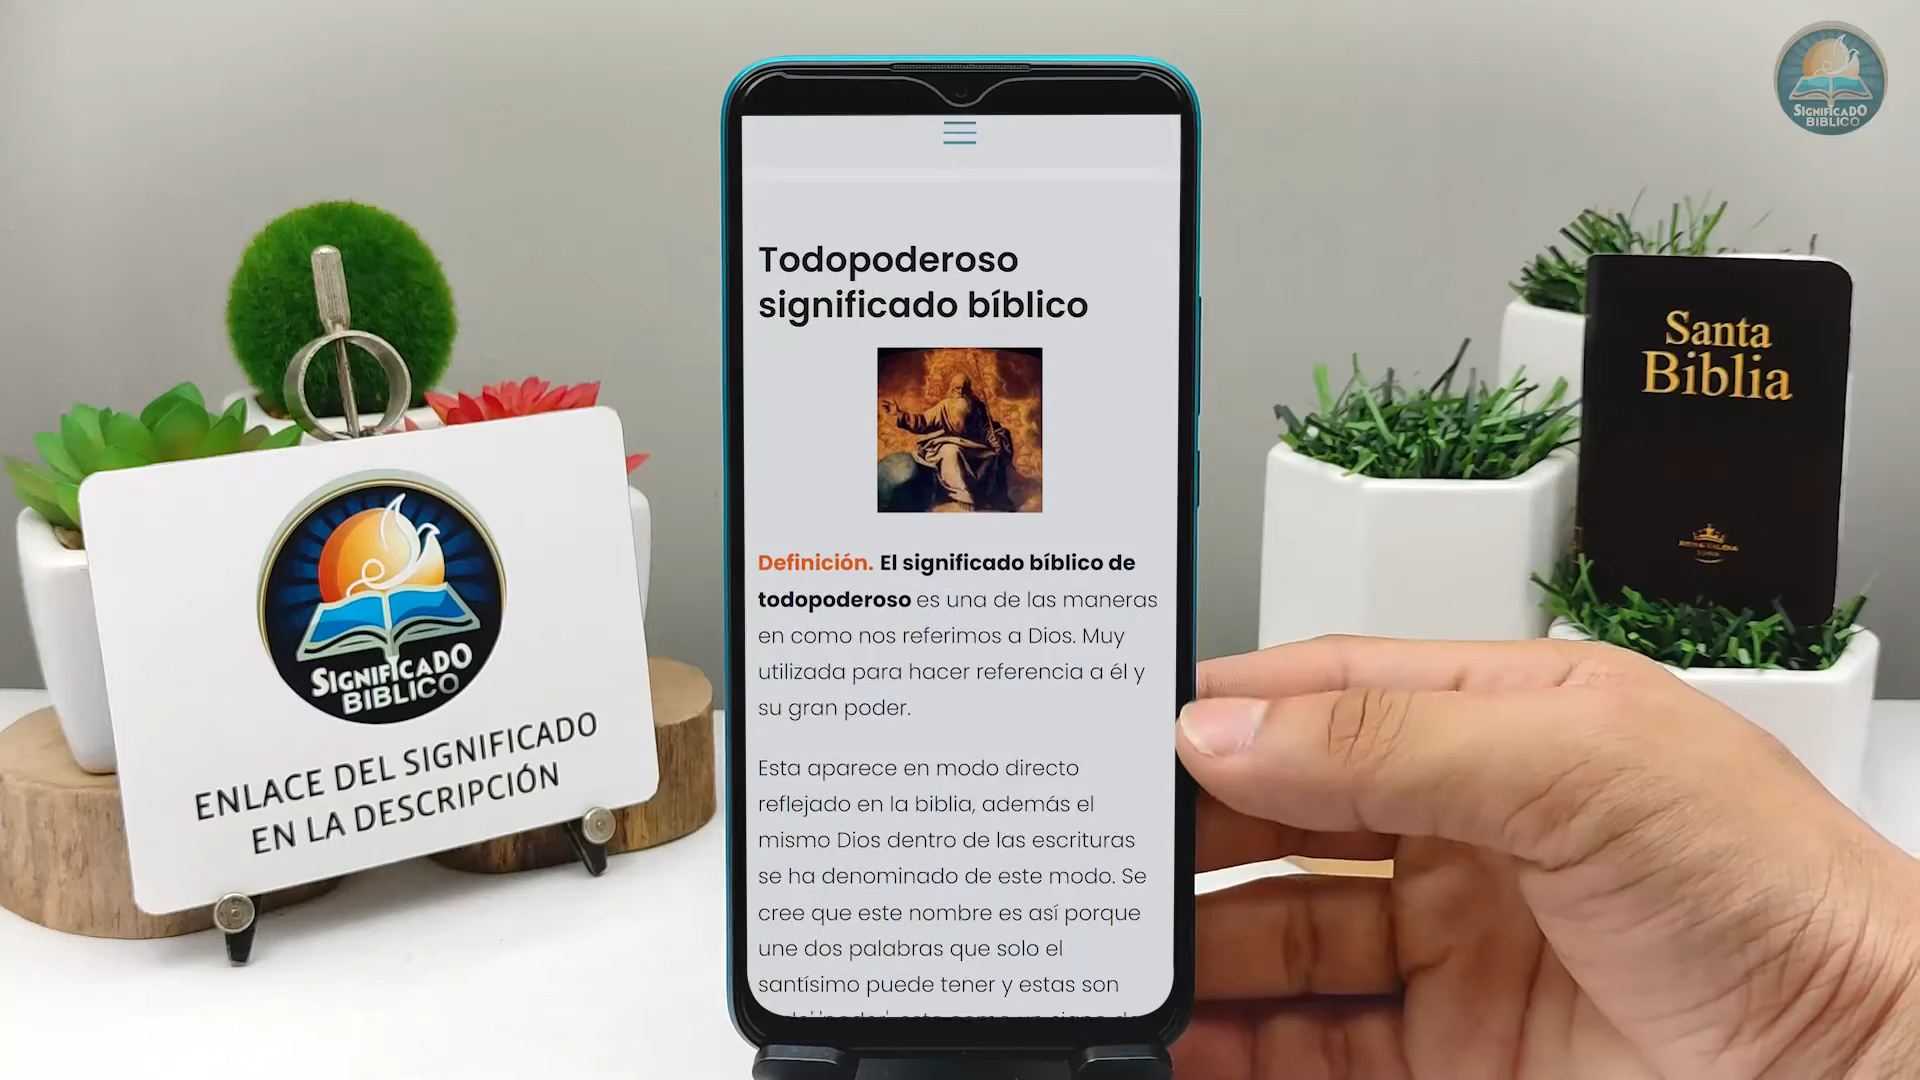 SIGNIFICADO
BIBLICO
Todopoderoso
significado bíblico
Definición. El significado bíblico de
todopoderoso es una de las maneras
en como nos referimos a Dios. Muy
utilizada para hacer referencia a él y
su gran poder.
Esta aparece en modo directo
reflejado en la biblia, además el
mismo Dios dentro de las escrituras
se ha denominado de este modo. Se
cree que este nombre es así porque
une dos palabras que solo el
santísimo puede tener y estas son
SIGNIFICADO
BIBLICO
ENLACE DEL SIGNIFICADO
EN LA DESCRIPCIÓN
Santa
Biblia